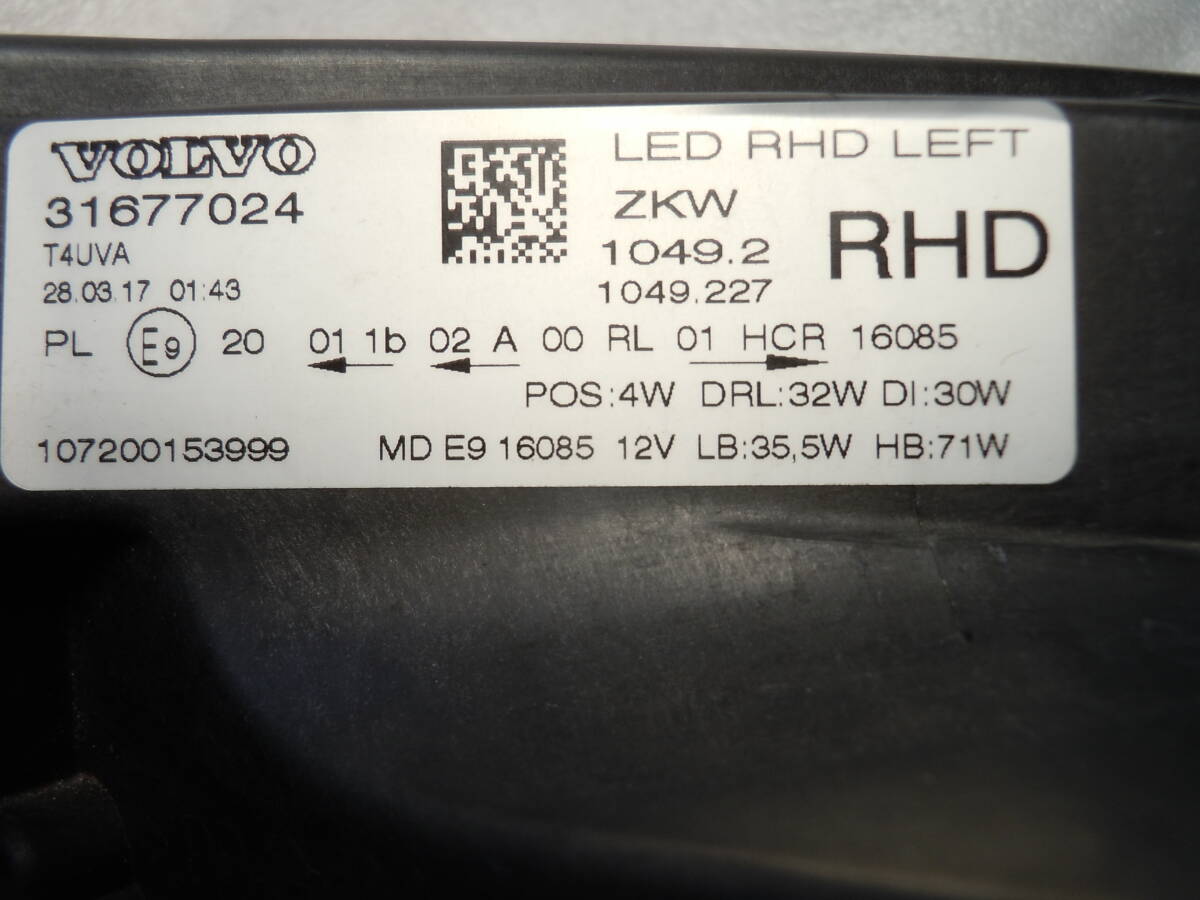 VOLVO
31677024
T4UVA
28.03.17 01:43
LED RHD LEFT
ZKW
1049.2
1049.227
RHD
PL E9 20 01 1b 02 A 00 RL 01 HCR 16085
POS:4W DRL:32W DI:30W
107200153999 MD E9 16085 12V LB:35,5W HB:71W